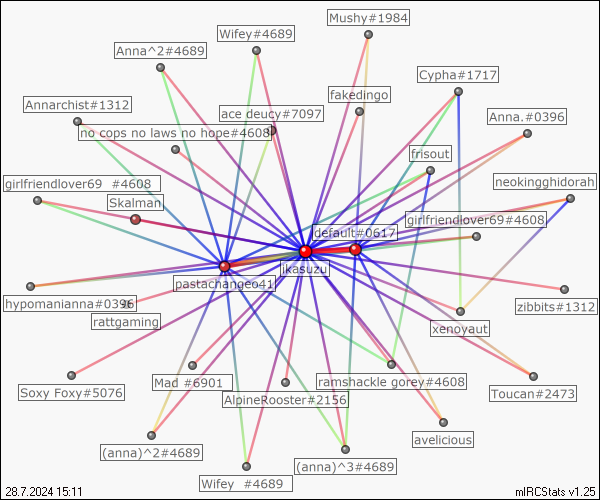 Mushy#1984
Wifey#4689
Anna^2#4689
Cypha#1717
fakedingo
Annarchist#1312
ace deucy#7097
Anna.#0396
no cops no laws no hope#4608
frisout
girlfriendlover69 #4608
neokingghidorah
Skalman
girlfriendlover69#4608
default#0617
ikasuzu
pastachangeo41
hypomanianna#0396
zibbits#1312
rattgaming
xenoyaut
Mad #6901
ramshackle gorey#4608
Soxy Foxy#5076
Toucan#2473
AlpineRooster#2156
avelicious
(anna)^2#4689
(anna)^3#4689
Wifey #4689
28.7.2024 15:11
mIRCStats v1.25